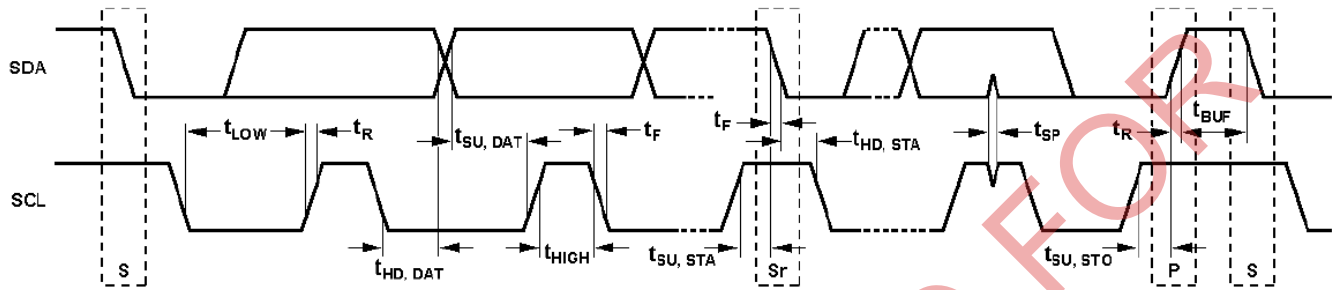 SDA
tLOW
tR
tSU, DAT
tF
tF
tHD, STA
tSP
tR
tBUF
SCL
tHD, DAT
tHIGH
tSU, STA
tSU, STO
S
Sr
P
S
FOR